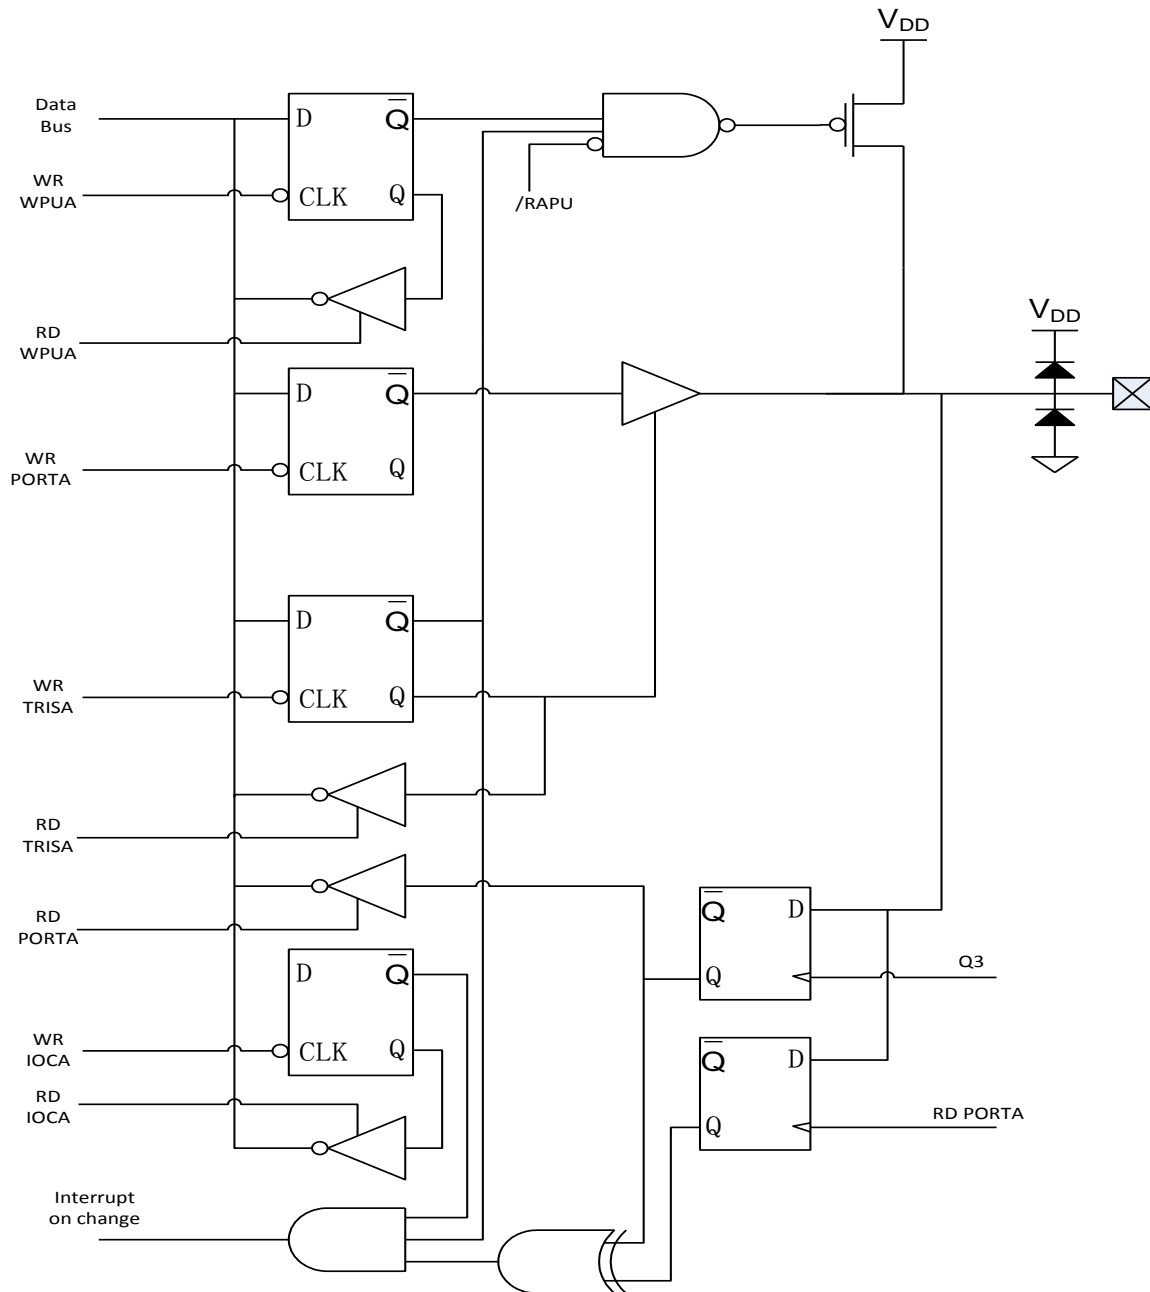 VDD
Data
Bus
D
Q
WR
WPUA
CLK
Q
/RAPU
RD
WPUA
VDD
D
Q
WR
PORTA
CLK
Q
D
Q
WR
TRISA
CLK
Q
RD
TRISA
RD
PORTA
Q
D
D
Q
Q
Q3
WR
IOCA
CLK
Q
Q
D
RD
IOCA
Q
RD PORTA
Interrupt
on change